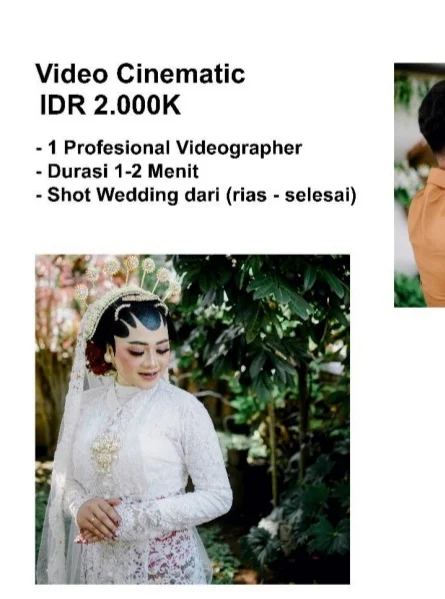 Video Cinematic
IDR 2.000K
- 1 Profesional Videographer
- Durasi 1-2 Menit
- Shot Wedding dari (rias - selesai)